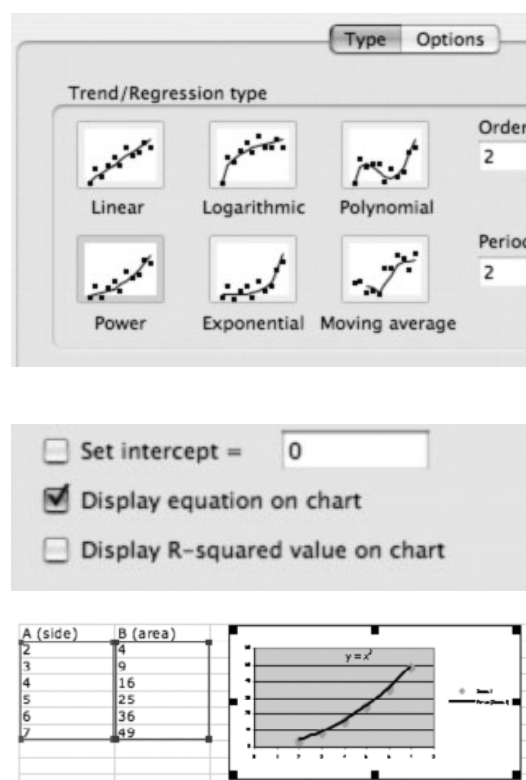 Type Options
Trend/Regression type
Order
2
Linear Logarithmic Polynomial
Period
2
Power Exponential Moving average
Set intercept = 0
Display equation on chart
Display R-squared value on chart
A (side) B (area)
2 4
3 9
4 16
5 25
6 36
7 49
y = x²